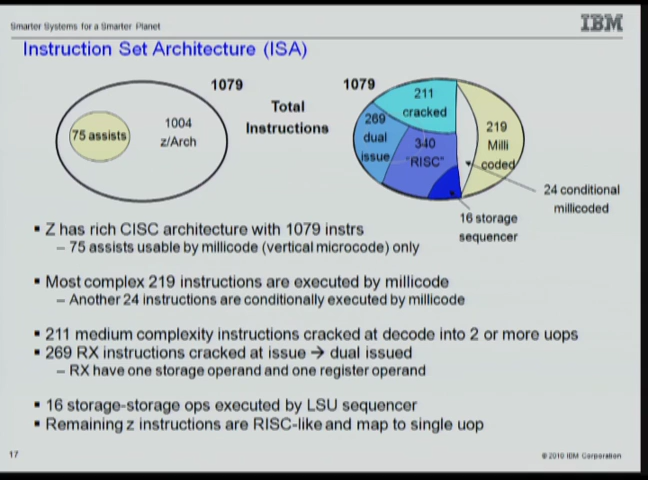 Smarter Systems for a Smarter Planet
IBM
Instruction Set Architecture (ISA)
1079
1079
Total
Instructions
75 assists
1004
z/Arch
211
cracked
269
dual
issue
340
"RISC"
219
Milli
coded
24 conditional
millicoded
16 storage
sequencer
▪ Z has rich CISC architecture with 1079 instrs
– 75 assists usable by millicode (vertical microcode) only
▪ Most complex 219 instructions are executed by millicode
– Another 24 instructions are conditionally executed by millicode
▪ 211 medium complexity instructions cracked at decode into 2 or more uops
▪ 269 RX instructions cracked at issue → dual issued
– RX have one storage operand and one register operand
▪ 16 storage-storage ops executed by LSU sequencer
▪ Remaining z instructions are RISC-like and map to single uop
17
© 2010 IBM Corporation